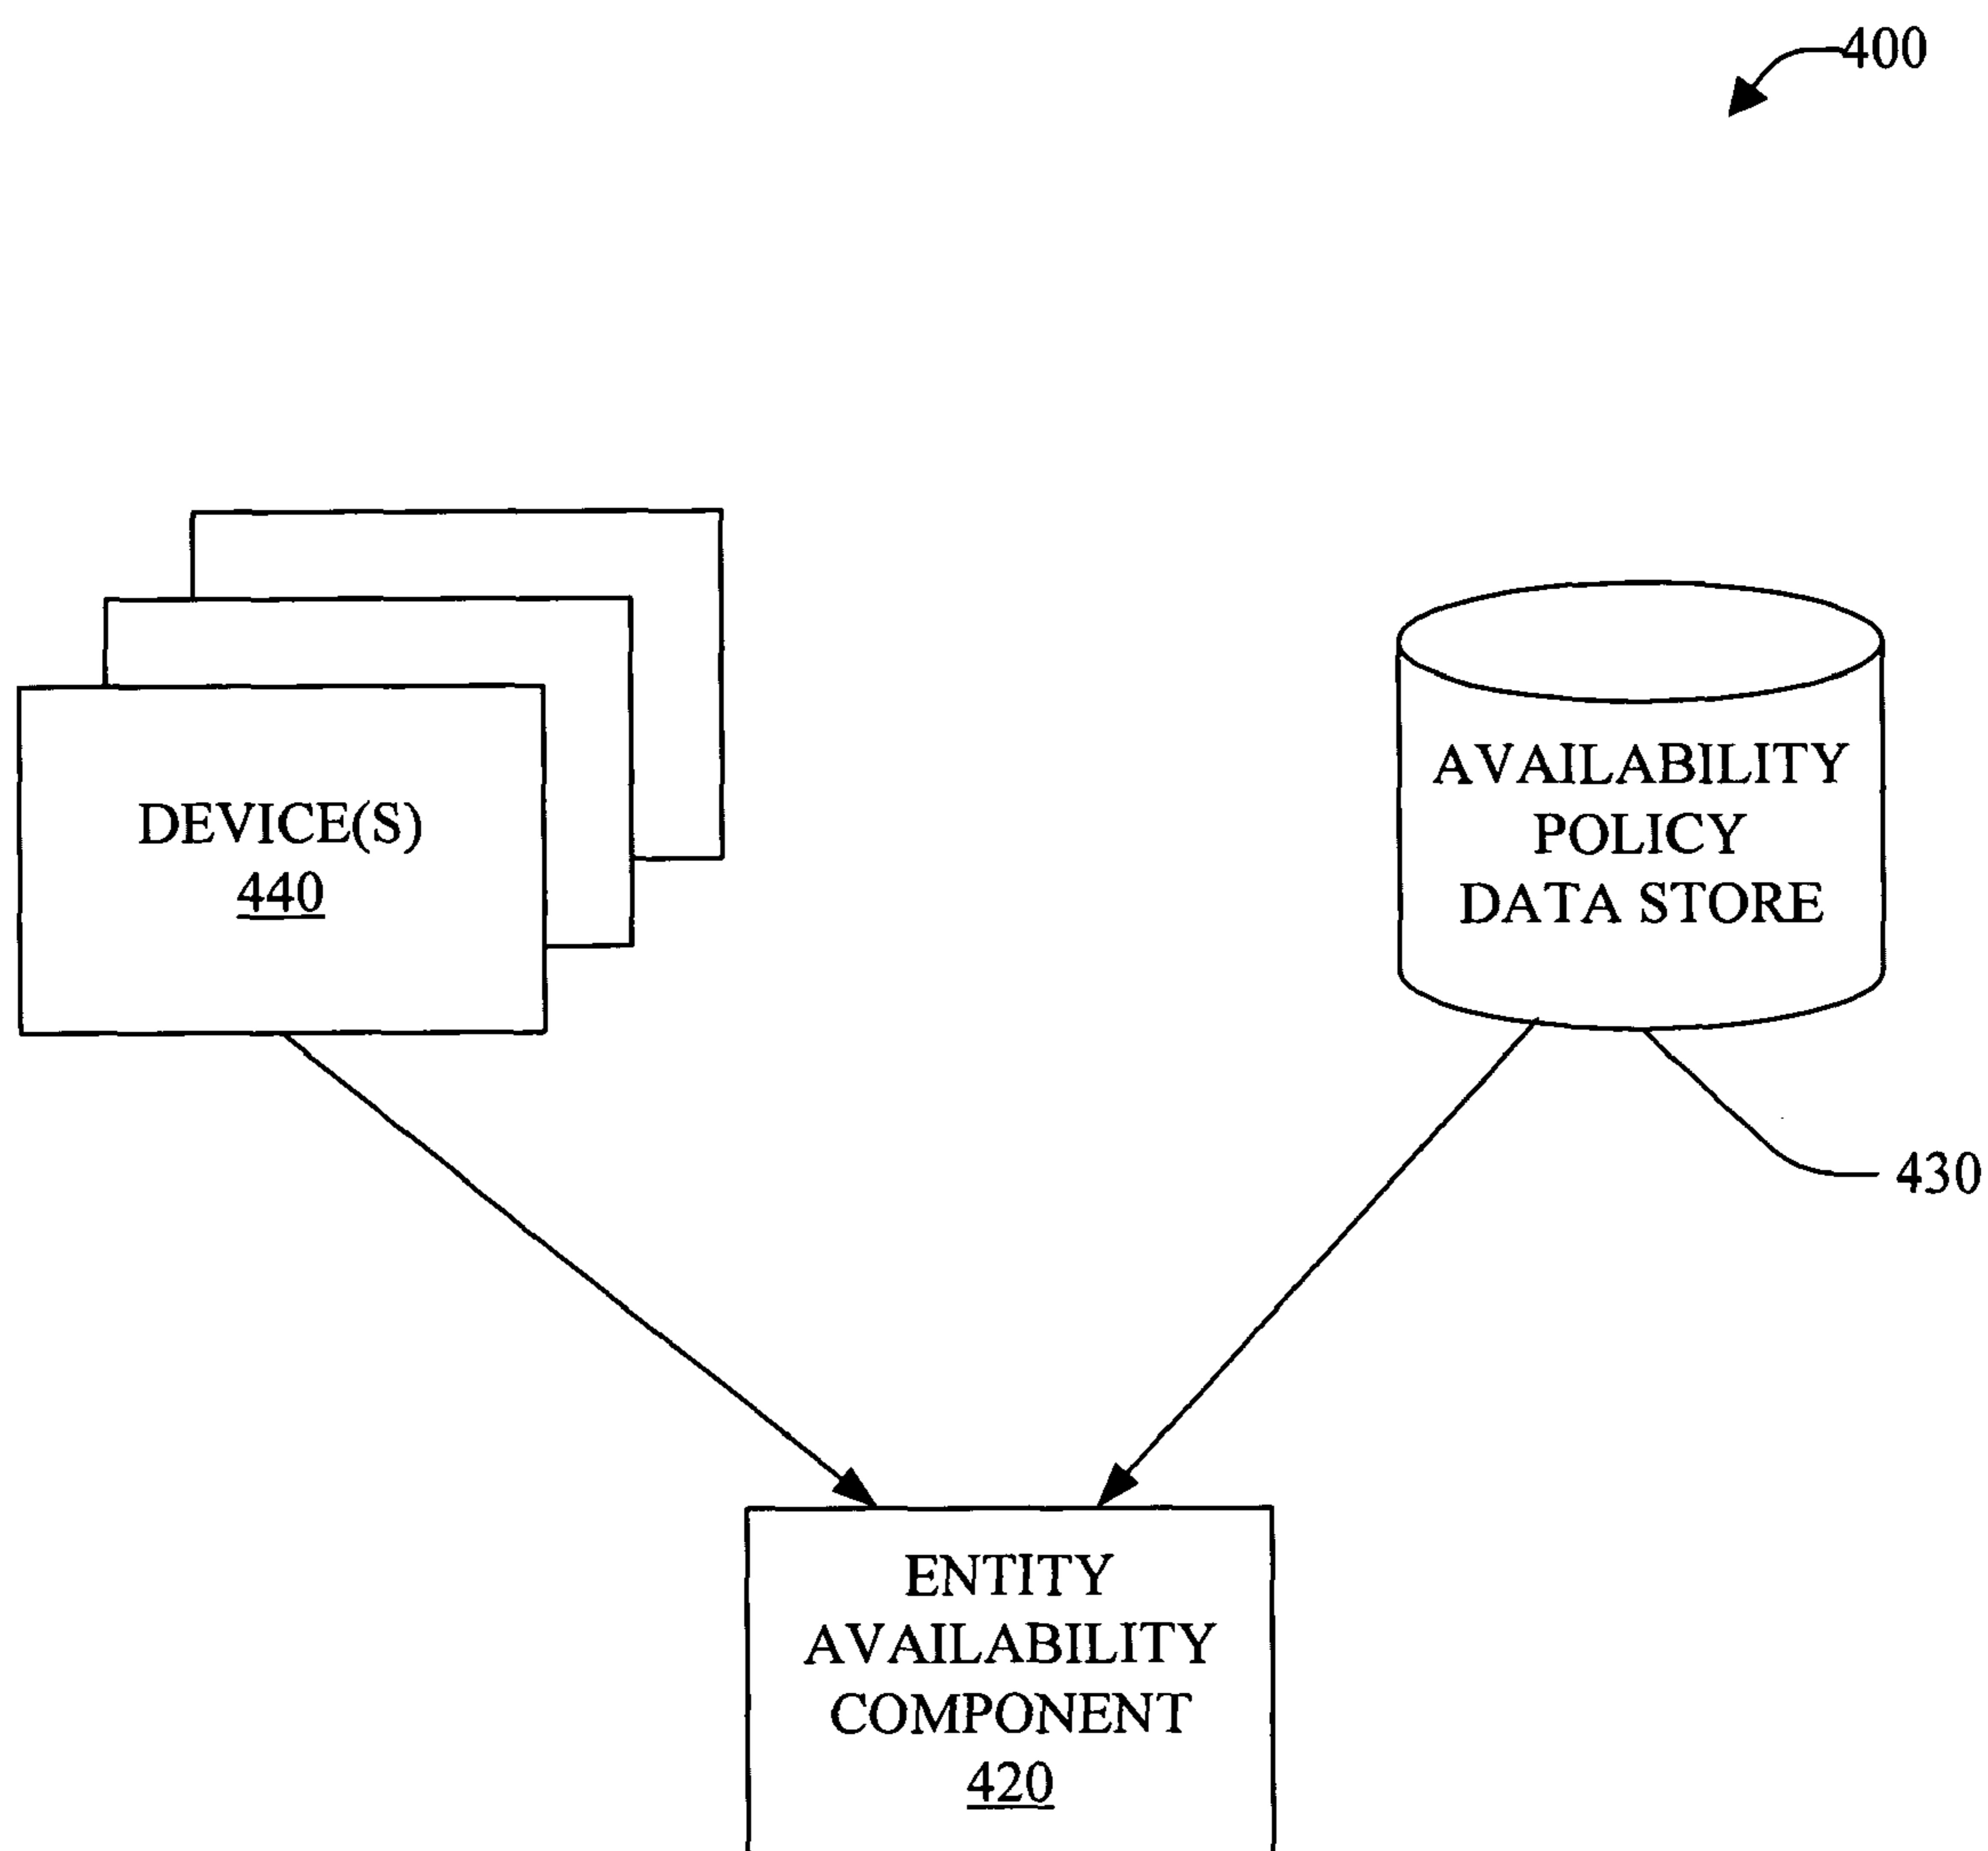 400
DEVICE(S)
440
AVAILABILITY
POLICY
DATA STORE
430
ENTITY
AVAILABILITY
COMPONENT
420